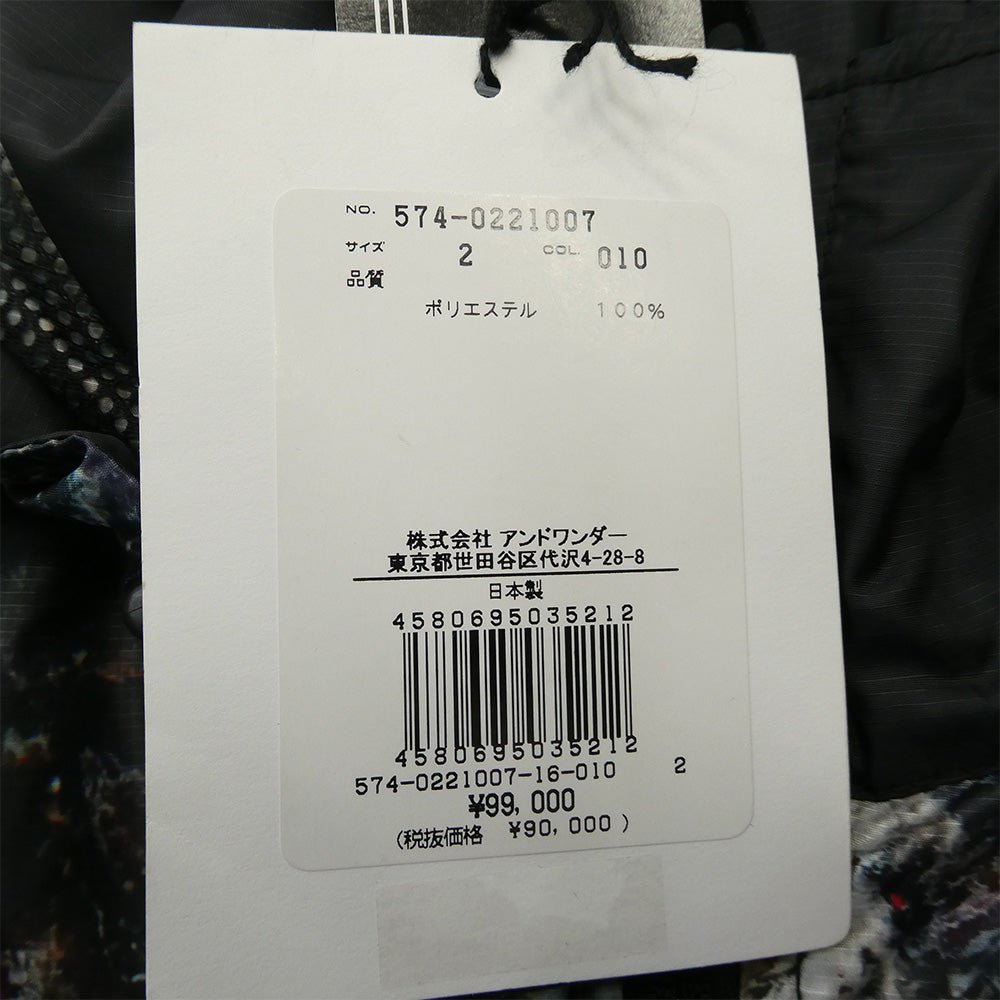 NO. 574-0221007
サイズ 2 COL. 010
品質
ポリエステル 100%
株式会社 アンドワンダー
東京都世田谷区代沢4-28-8
日本製
4580695035212
4580695035212
574-0221007-16-010 2
¥99,000
(税抜価格 ¥90,000)